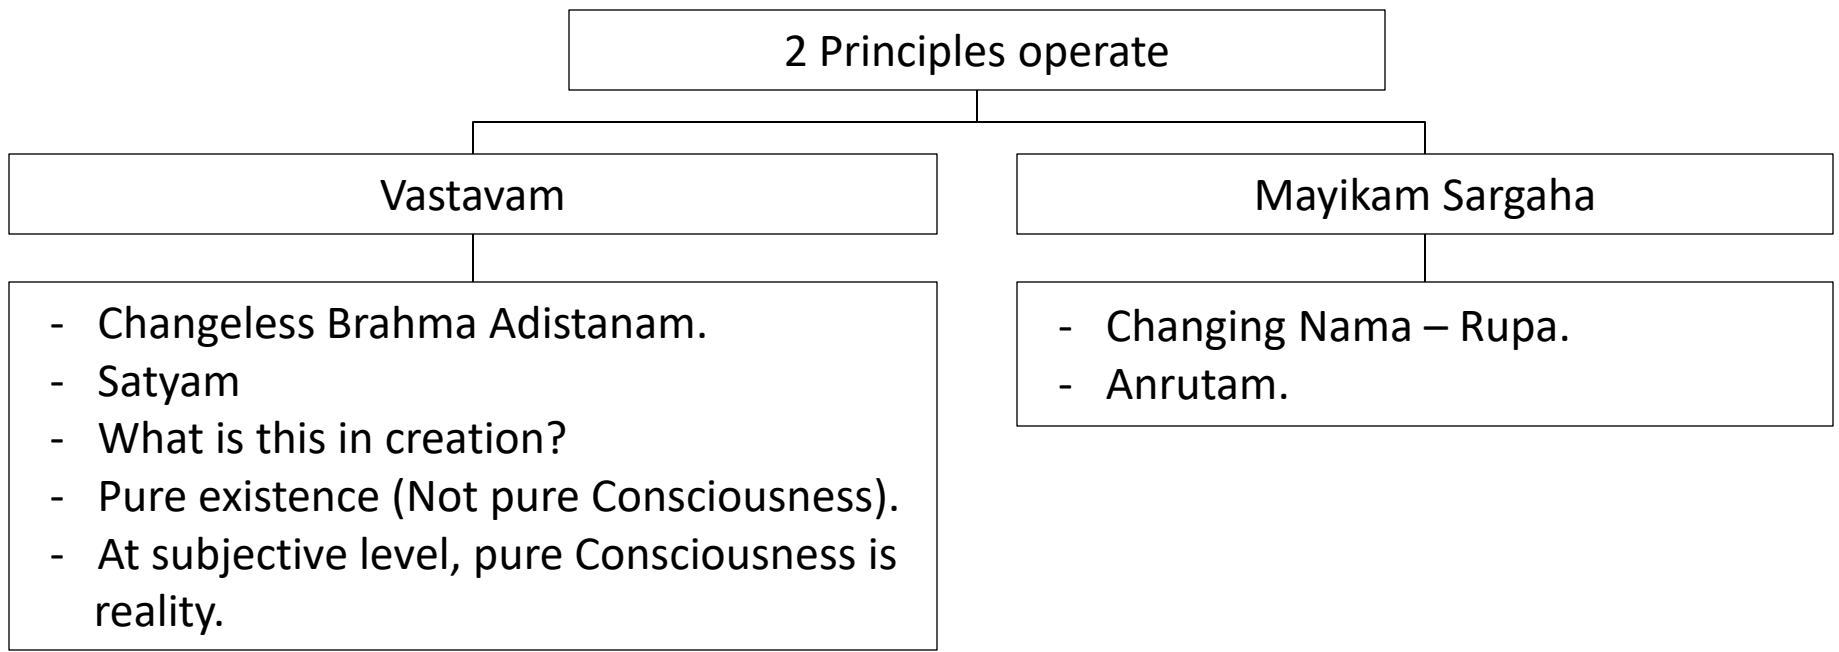 2 Principles operate
Vastavam
Mayikam Sargaha
- Changeless Brahma Adistanam.
- Satyam
- What is this in creation?
- Pure existence (Not pure Consciousness).
- At subjective level, pure Consciousness is
reality.
- Changing Nama – Rupa.
- Anrutam.